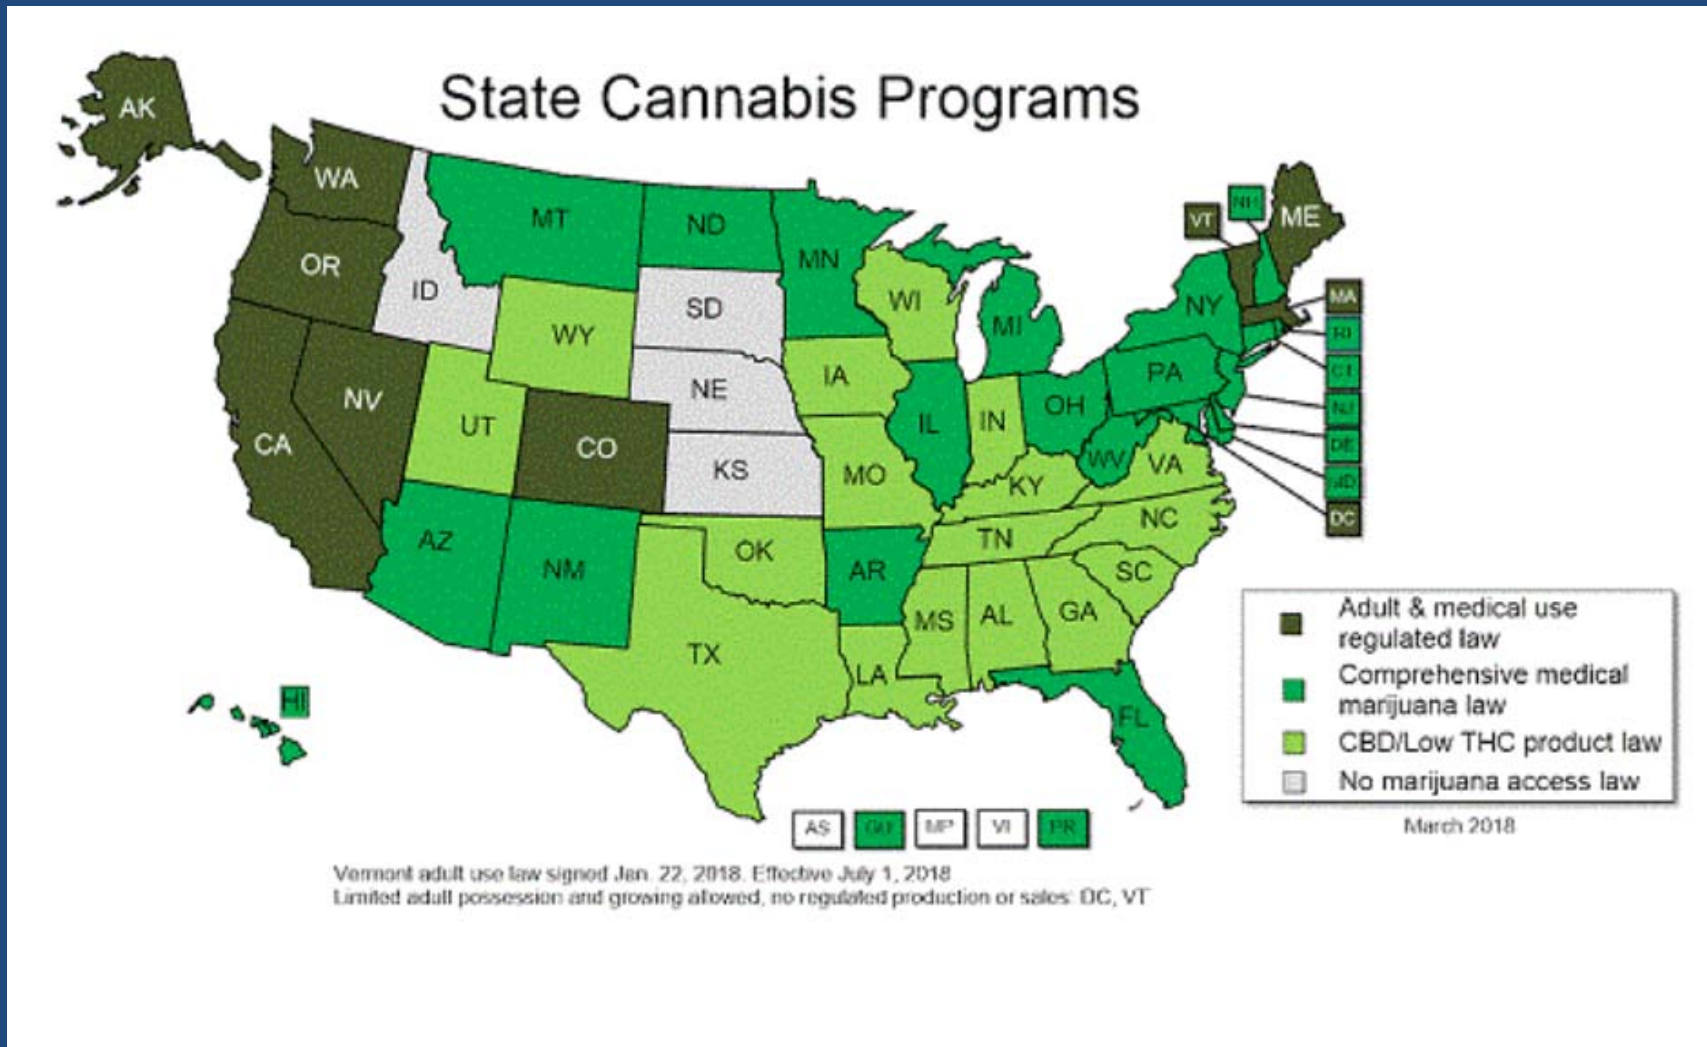 State Cannabis Programs
AK
WA
OR
CA
NV
ID
MT
WY
UT
CO
AZ
NM
ND
SD
NE
KS
OK
TX
MN
IA
MO
AR
LA
WI
IL
MI
IN
OH
KY
TN
MS
AL
GA
FL
SC
NC
VA
WV
PA
NY
VT
NH
ME
MA
RI
CT
NJ
DE
MD
DC
HI
Adult & medical use
regulated law
Comprehensive medical
marijuana law
CBD/Low THC product law
No marijuana access law
March 2018
AS
GU
MP
VI
PR
Vermont adult use law signed Jan. 22, 2018. Effective July 1, 2018
Limited adult possession and growing allowed, no regulated production or sales: DC, VT